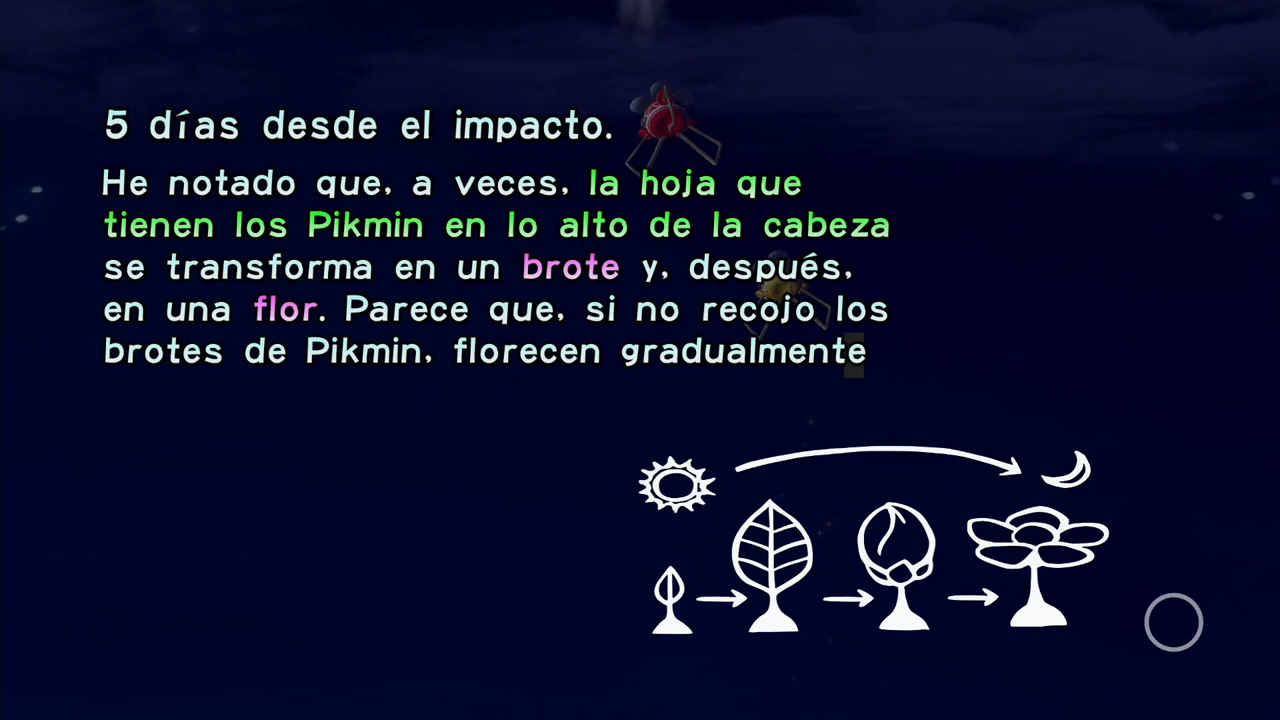 5 días desde el impacto.
He notado que, a veces, la hoja que
tienen los Pikmin en lo alto de la cabeza
se transforma en un brote y, después,
en una flor. Parece que, si no recojo los
brotes de Pikmin, florecen gradualmente